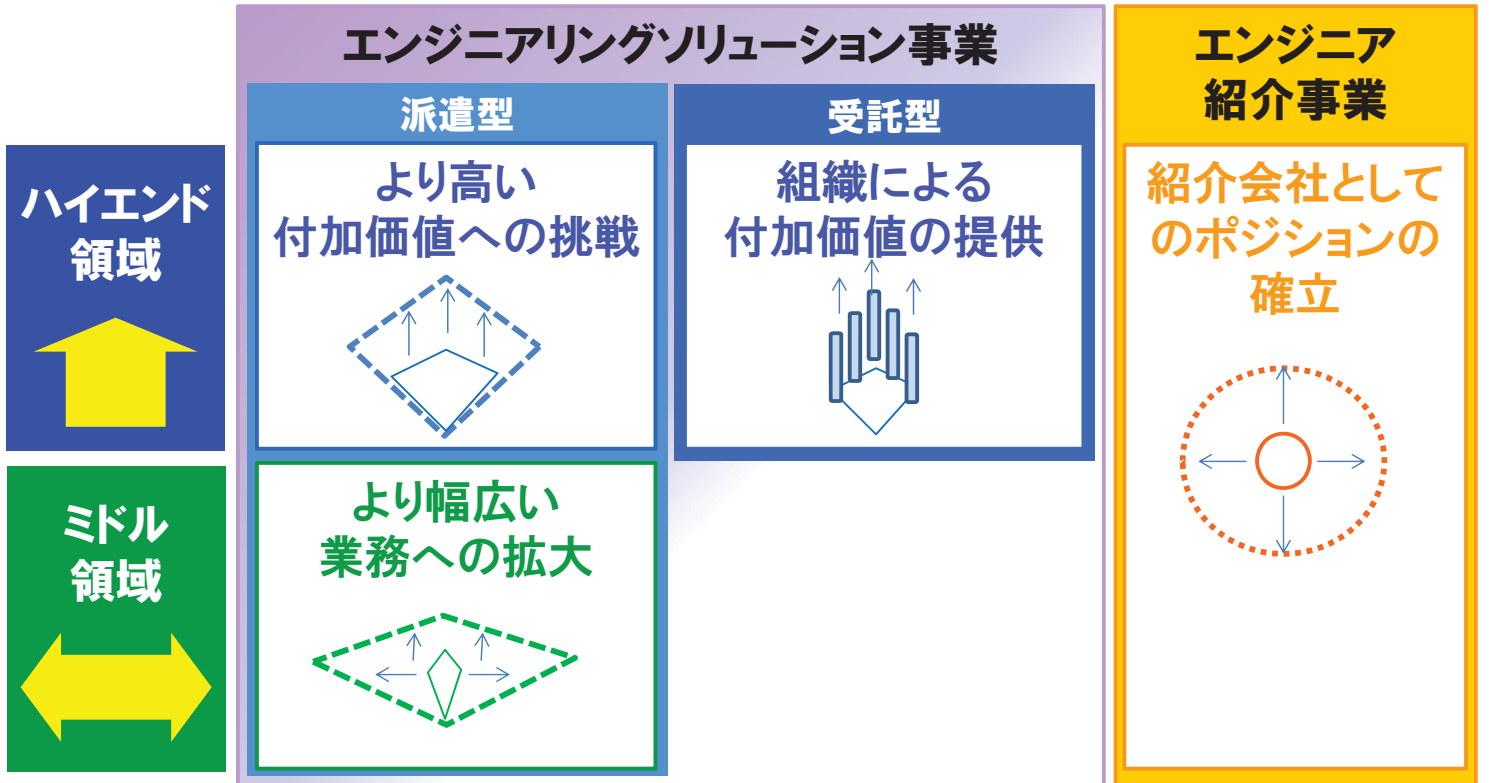 エンジニアリングソリューション事業
エンジニア
紹介事業
派遣型
受託型
ハイエンド
領域
より高い
付加価値への挑戦
組織による
付加価値の提供
紹介会社として
のポジションの
確立
ミドル
領域
より幅広い
業務への拡大